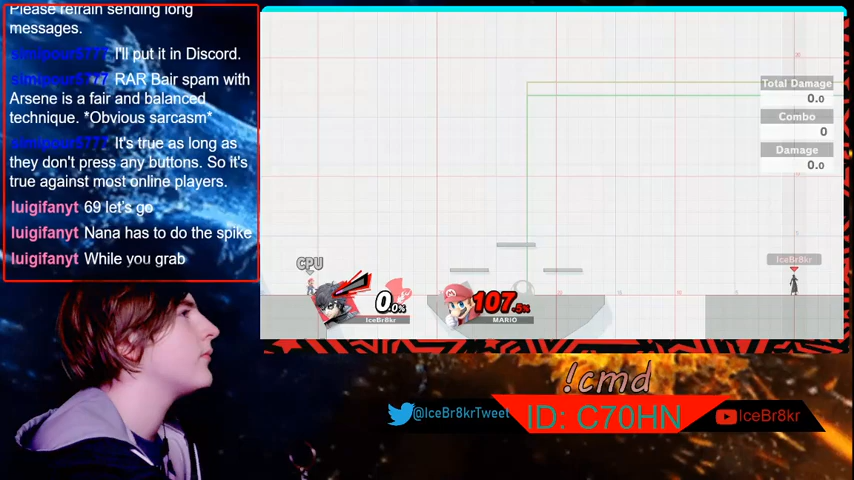 Please refrain sending long
messages.
simipour5777 I'll put it in Discord.
simipour5777 RAR Bair spam with
Arsene is a fair and balanced
technique. *Obvious sarcasm*
simipour5777 It's true as long as
they don't press any buttons. So it's
true against most online players.
luigifanyt 69 let's go
luigifanyt Nana has to do the spike
luigifanyt While you grab
Total Damage
0.0
Combo
0
Damage
0.0
CPU
IceBr8kr
0.0%
IceBr8kr
107.5%
MARIO
!cmd
@IceBr8krTweet
ID: C70HN
IceBr8kr